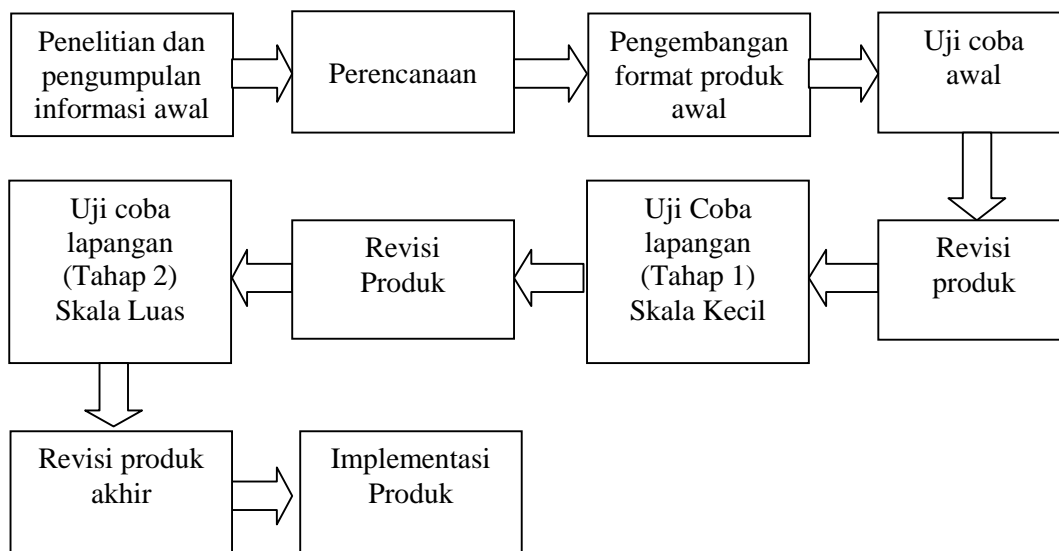 Penelitian dan
pengumpulan
informasi awal
Perencanaan
Pengembangan
format produk
awal
Uji coba
awal
Revisi
produk
Uji Coba
lapangan
(Tahap 1)
Skala Kecil
Revisi
Produk
Uji coba
lapangan
(Tahap 2)
Skala Luas
Revisi produk
akhir
Implementasi
Produk